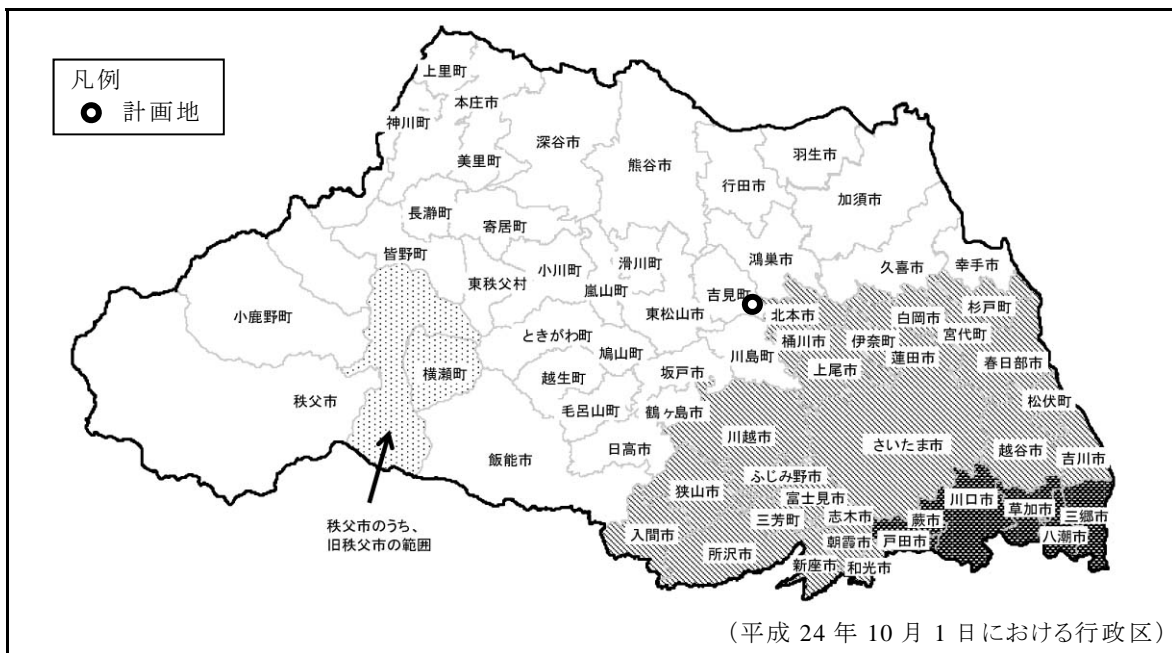 凡例
計画地
上里町
本庄市
神川町
美里町
深谷市
熊谷市
行田市
羽生市
加須市
長瀞町
寄居町
皆野町
小川町
滑川町
鴻巣市
久喜市
幸手市
東秩父村
嵐山町
吉見町
小鹿野町
東松山市
北本市
白岡市
杉戸町
ときがわ町
桶川市
伊奈町
宮代町
鳩山町
川島町
蓮田市
横瀬町
越生町
坂戸市
上尾市
春日部市
秩父市
毛呂山町
鶴ヶ島市
松伏町
飯能市
日高市
川越市
さいたま市
越谷市
吉川市
ふじみ野市
狭山市
富士見市
川口市
草加市
三郷市
入間市
三芳町
志木市
蕨市
所沢市
朝霞市
戸田市
八潮市
新座市
和光市
秩父市のうち、
旧秩父市の範囲
（平成 24 年 10 月 1 日における行政区）